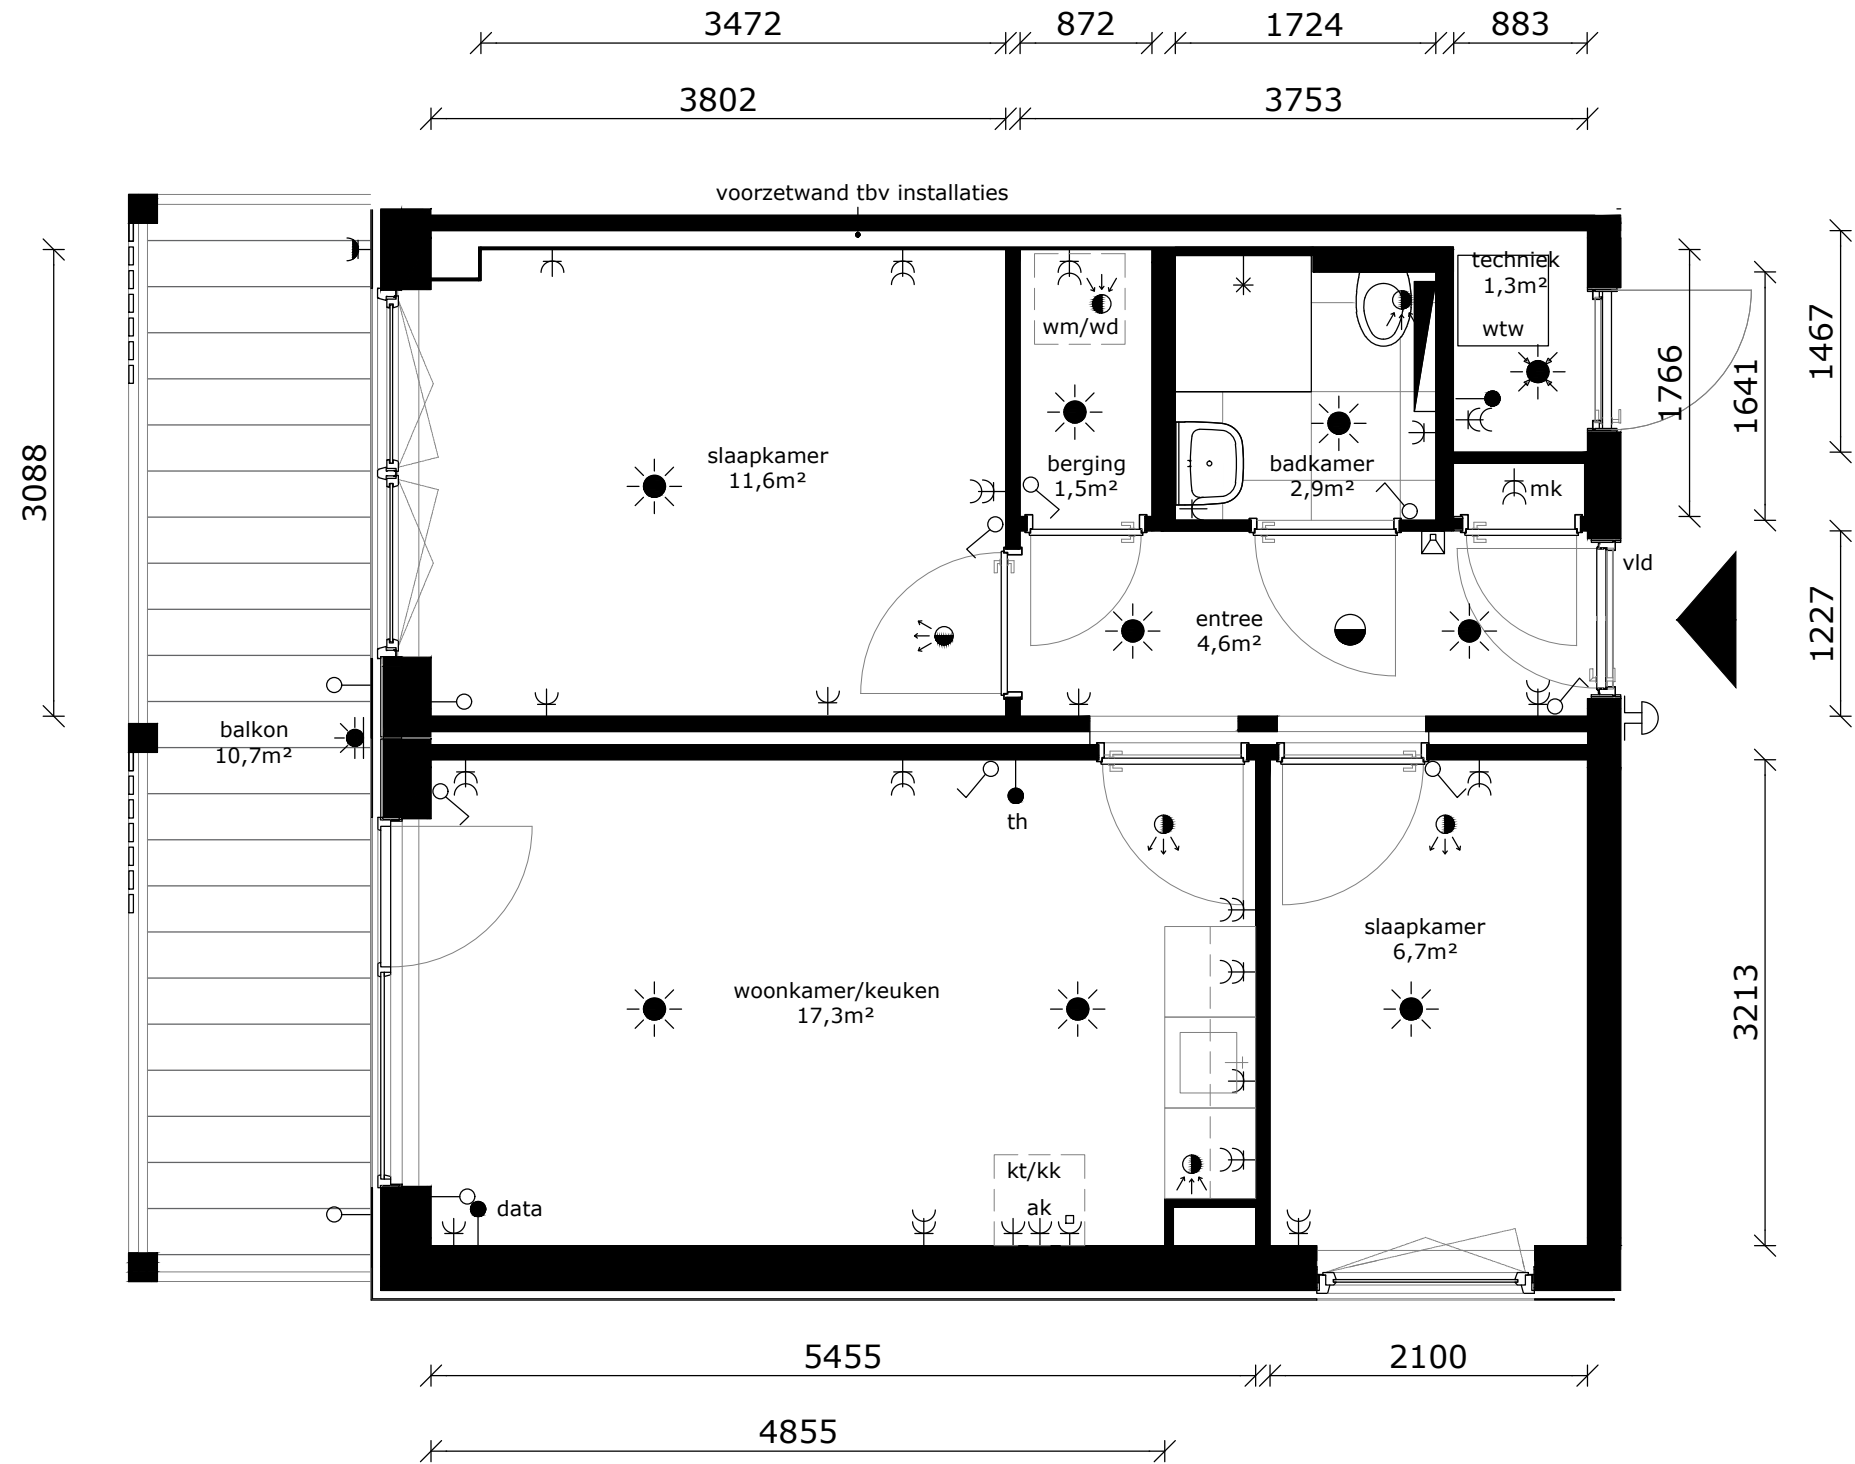 3472
872
1724
883
3802
3753
voorzetwand tbv installaties
techniek
1,3m²
wtw
wm/wd
slaapkamer
11,6m²
berging
1,5m²
badkamer
2,9m²
mk
vld
entree
4,6m²
3088
1766
1641
1467
1227
balkon
10,7m²
th
slaapkamer
6,7m²
woonkamer/keuken
17,3m²
3213
kt/kk
ak
data
5455
2100
4855